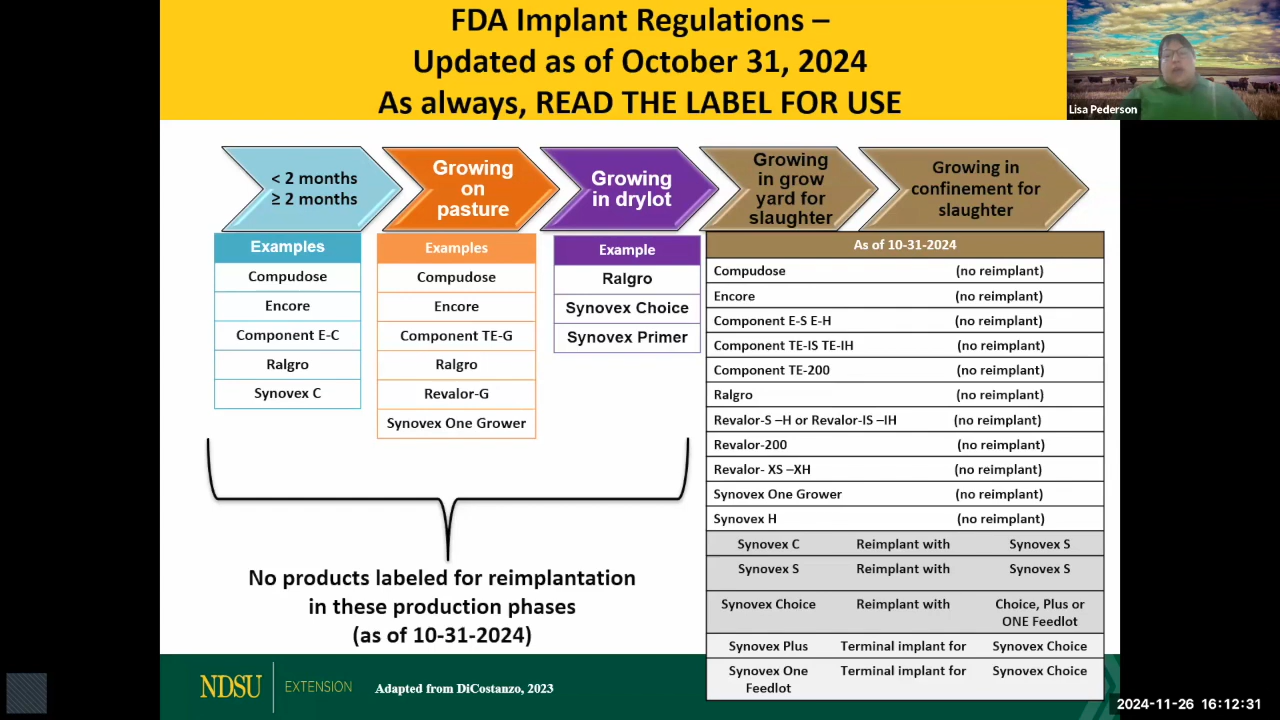 FDA Implant Regulations –
Updated as of October 31, 2024
As always, READ THE LABEL FOR USE
Lisa Pederson
< 2 months
≥ 2 months
Growing
on
pasture
Growing
in drylot
Growing
in grow
yard for
slaughter
Growing in
confinement for
slaughter
Examples
Compudose
Encore
Component E-C
Ralgro
Synovex C
Examples
Compudose
Encore
Component TE-G
Ralgro
Revalor-G
Synovex One Grower
Example
Ralgro
Synovex Choice
Synovex Primer
As of 10-31-2024
Compudose (no reimplant)
Encore (no reimplant)
Component E-S E-H (no reimplant)
Component TE-IS TE-IH (no reimplant)
Component TE-200 (no reimplant)
Ralgro (no reimplant)
Revalor-S –H or Revalor-IS –IH (no reimplant)
Revalor-200 (no reimplant)
Revalor- XS –XH (no reimplant)
Synovex One Grower (no reimplant)
Synovex H (no reimplant)
Synovex C Reimplant with Synovex S
Synovex S Reimplant with Synovex S
Synovex Choice Reimplant with Choice, Plus or
ONE Feedlot
Synovex Plus Terminal implant for Synovex Choice
Synovex One Terminal implant for Synovex Choice
Feedlot
No products labeled for reimplantation
in these production phases
(as of 10-31-2024)
NDSU EXTENSION Adapted from DiCostanzo, 2023
2024-11-26 16:12:31